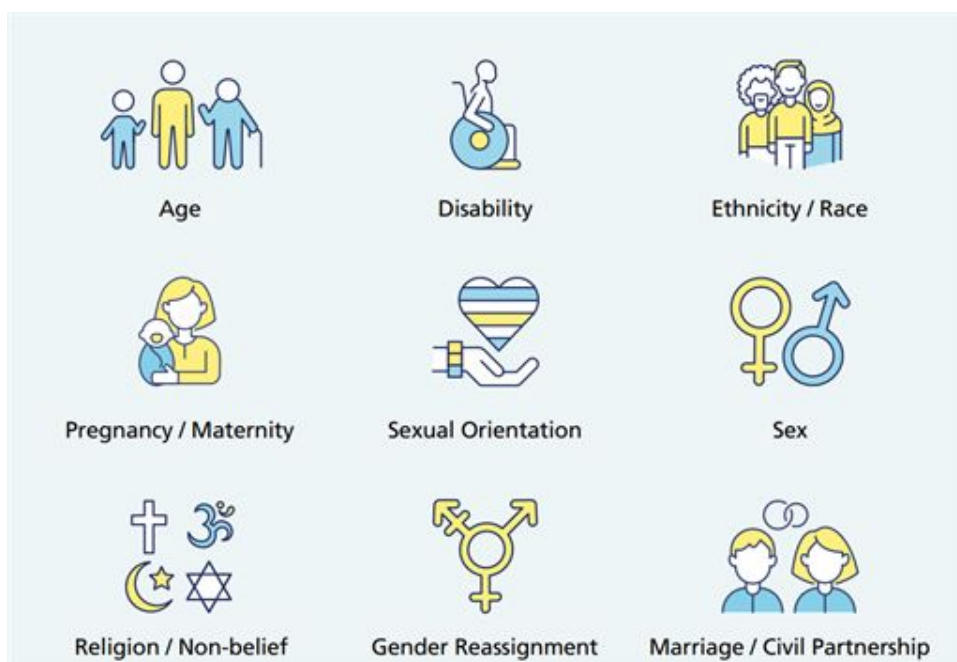 Age
Disability
Ethnicity / Race
Pregnancy / Maternity
Sexual Orientation
Sex
Religion / Non-belief
Gender Reassignment
Marriage / Civil Partnership